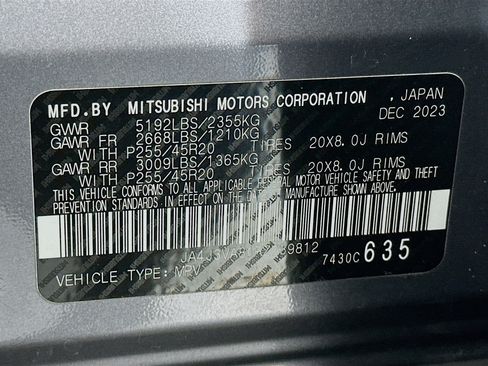 MFD.BY MITSUBISHI MOTORS CORPORATION , JAPAN
GVWR 5192LBS/2355KG DEC 2023
GAWR FR 2668LBS/1210KG
WITH P255/45R20 TIRES 20X8.0J RIMS
GAWR RR 3009LBS/1365KG
WITH P255/45R20 TIRES 20X8.0J RIMS
THIS VEHICLE CONFORMS TO ALL APPLICABLE FEDERAL MOTOR VEHICLE SAFETY AND THEFT
PREVENTION STANDARDS IN EFFECT ON THE DATE OF MANUFACTURE SHOWN ABOVE.
9812
VEHICLE TYPE: MPV 7430C 635